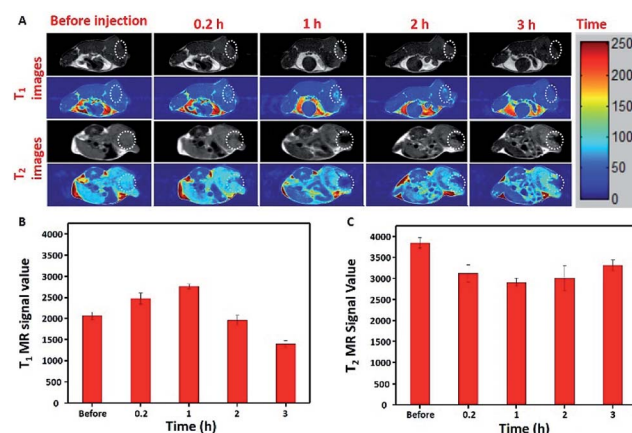 A
Before injection 0.2 h 1 h 2 h 3 h Time
T1 images
T2 images
250
200
150
100
50
0
B
T1 MR signal value
4000
3500
3000
2500
2000
1500
1000
500
0
Before 0.2 1 2 3
Time (h)
C
T2 MR Signal Value
4000
3500
3000
2500
2000
1500
1000
500
0
Before 0.2 1 2 3
Time (h)